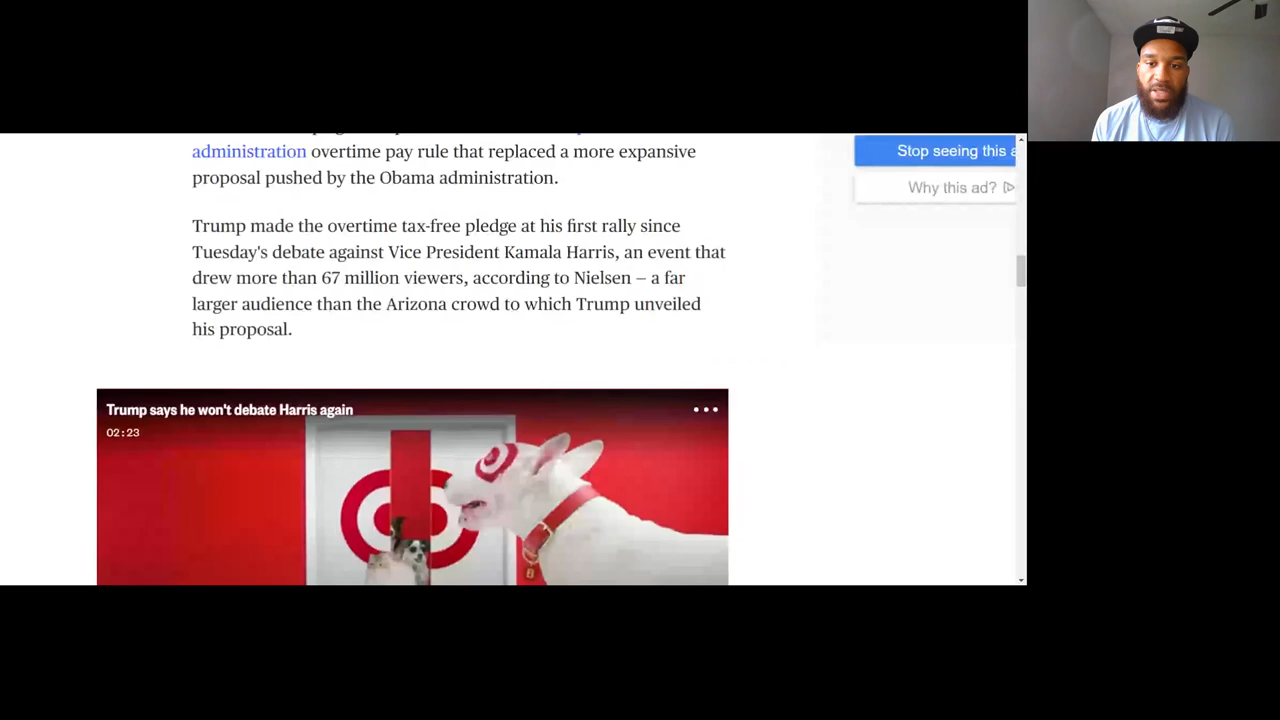 administration overtime pay rule that replaced a more expansive
proposal pushed by the Obama administration.
Trump made the overtime tax-free pledge at his first rally since
Tuesday's debate against Vice President Kamala Harris, an event that
drew more than 67 million viewers, according to Nielsen – a far
larger audience than the Arizona crowd to which Trump unveiled
his proposal.
Trump says he won't debate Harris again
02:23
Stop seeing this a
Why this ad?